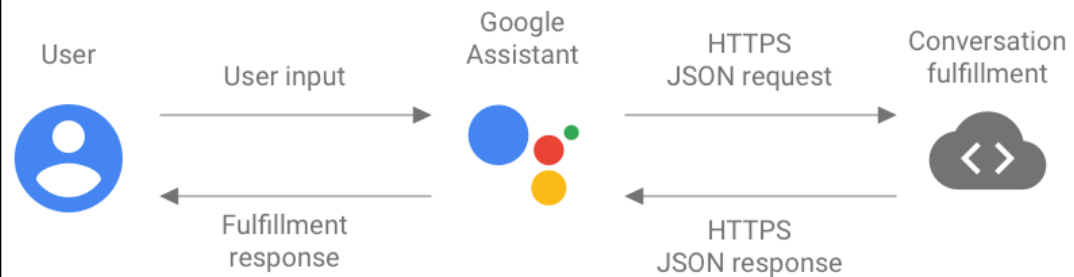 User
User input
Fulfillment
response
Google
Assistant
HTTPS
JSON request
HTTPS
JSON response
Conversation
fulfillment